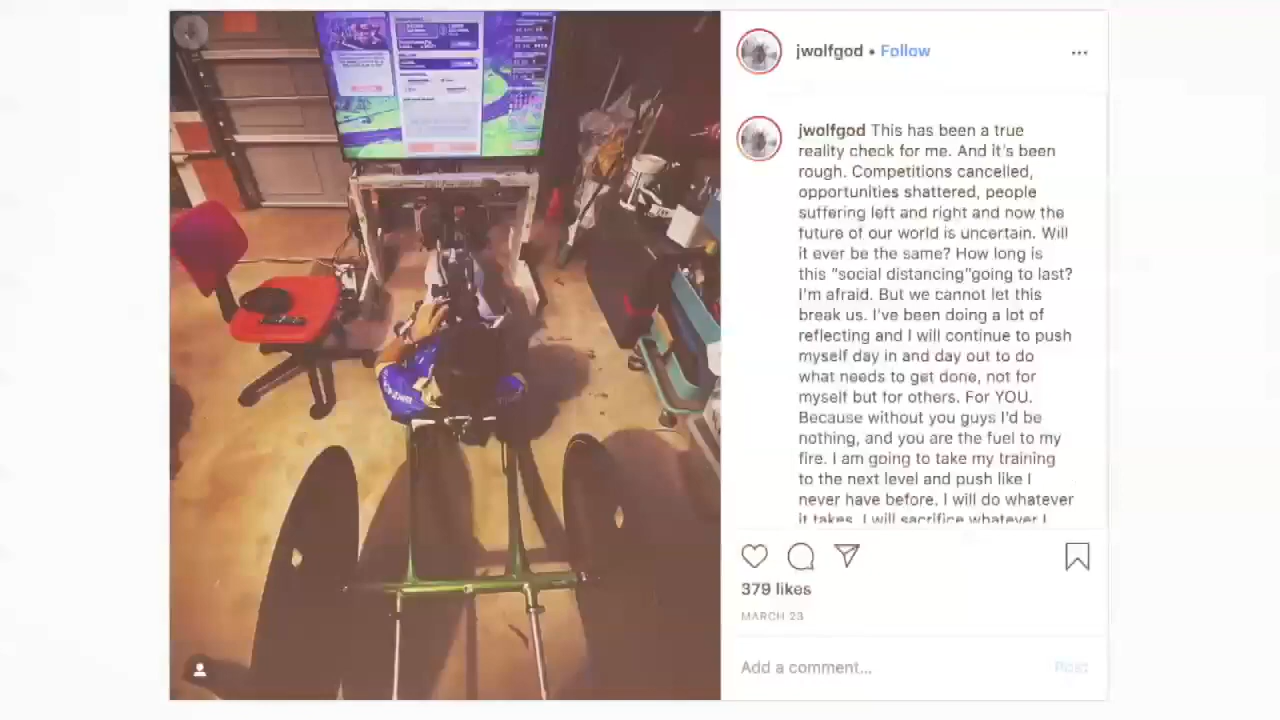 jwolfgod • Follow
jwolfgod This has been a true
reality check for me. And it's been
rough. Competitions cancelled,
opportunities shattered, people
suffering left and right and now the
future of our world is uncertain. Will
it ever be the same? How long is
this "social distancing"going to last?
I'm afraid. But we cannot let this
break us. I've been doing a lot of
reflecting and I will continue to push
myself day in and day out to do
what needs to get done, not for
myself but for others. For YOU.
Because without you guys I'd be
nothing, and you are the fuel to my
fire. I am going to take my training
to the next level and push like I
never have before. I will do whatever
it takes. I will sacrifice whatever I
379 likes
MARCH 23
Add a comment...
Post